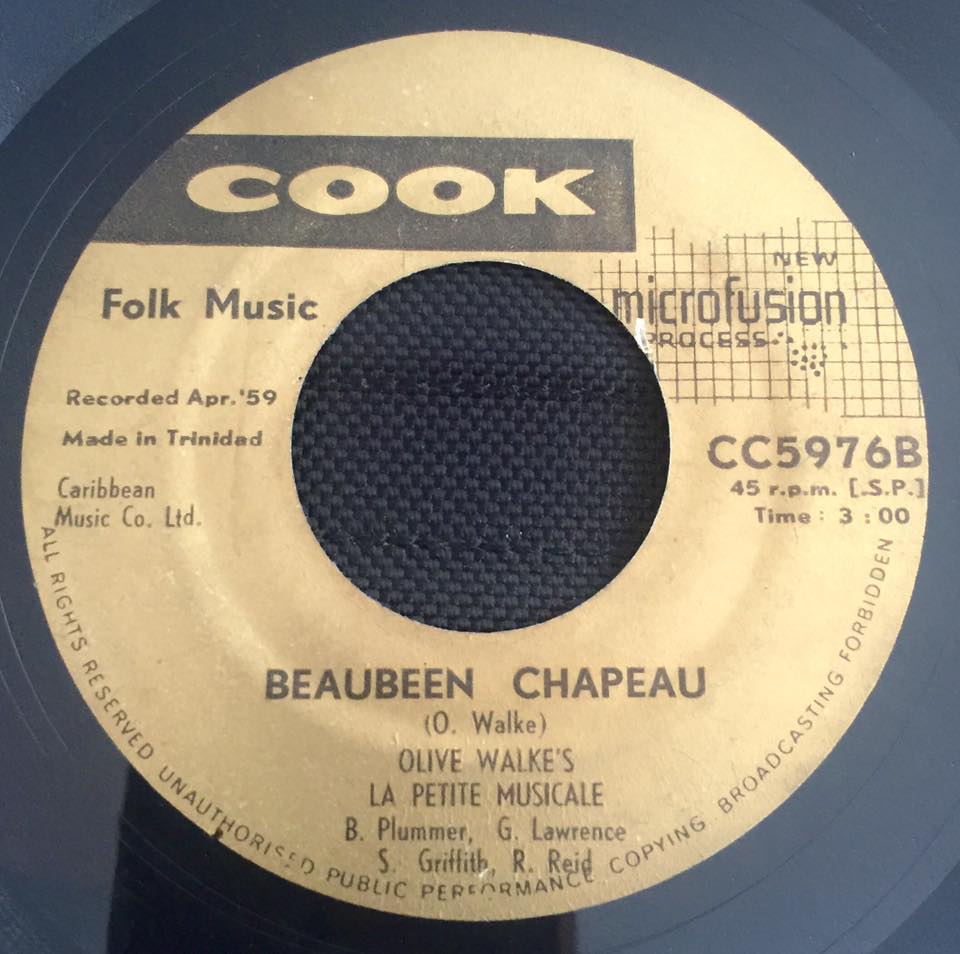 COOK
Folk Music
NEW
microfusion
PROCESS
Recorded Apr.'59
Made in Trinidad
Caribbean
Music Co. Ltd.
CC5976B
45 r.p.m. [.S.P.]
Time : 3 : 00
BEAUBEEN CHAPEAU
(O. Walke)
OLIVE WALKE'S
LA PETITE MUSICALE
B. Plummer, G. Lawrence
S. Griffith, R. Reid
ALL RIGHTS RESERVED UNAUTHORISED PUBLIC PERFORMANCE COPYING BROADCASTING FORBIDDEN